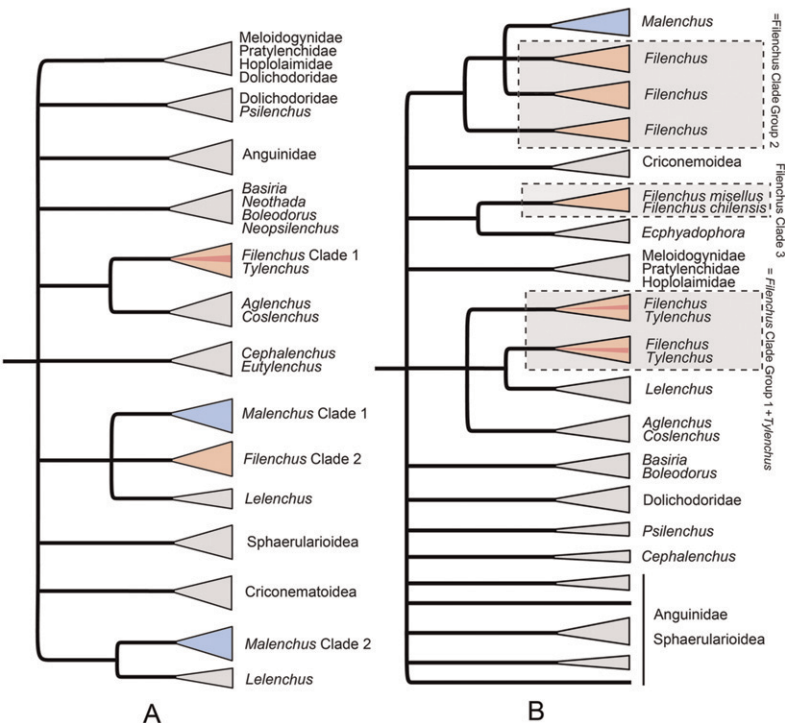 Meloidogynidae
Pratylenchidae
Hoplolaimidae
Dolichodoridae
Dolichodoridae
Psilenchus
Anguinidae
Basiria
Neothada
Boleodorus
Neopsilenchus
Filenchus Clade 1
Tylenchus
Aglenchus
Coslenchus
Cephalenchus
Eutylenchus
Malenchus Clade 1
Filenchus Clade 2
Lelenchus
Sphaerularioidea
Criconematoidea
Malenchus Clade 2
Lelenchus
A
Malenchus
Filenchus
Filenchus
Filenchus
=Filenchus Clade Group 2
Criconemoidea
Filenchus misellus
Filenchus chilensis
Filenchus Clade 3
Ecphyadophora
Meloidogynidae
Pratylenchidae
Hoplolaimidae
Filenchus
Tylenchus
Filenchus
Tylenchus
= Filenchus Clade Group 1 + Tylenchus
Lelenchus
Aglenchus
Coslenchus
Basiria
Boleodorus
Dolichodoridae
Psilenchus
Cephalenchus
Anguinidae
Sphaerularioidea
B